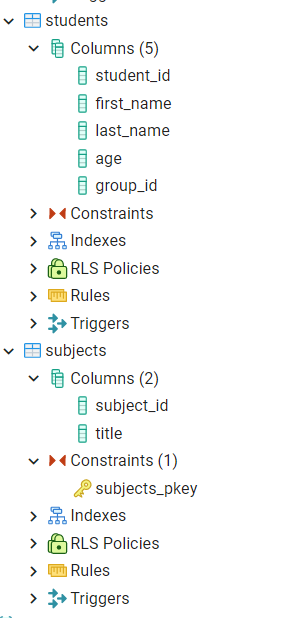 students
Columns (5)
student_id
first_name
last_name
age
group_id
Constraints
Indexes
RLS Policies
Rules
Triggers
subjects
Columns (2)
subject_id
title
Constraints (1)
subjects_pkey
Indexes
RLS Policies
Rules
Triggers